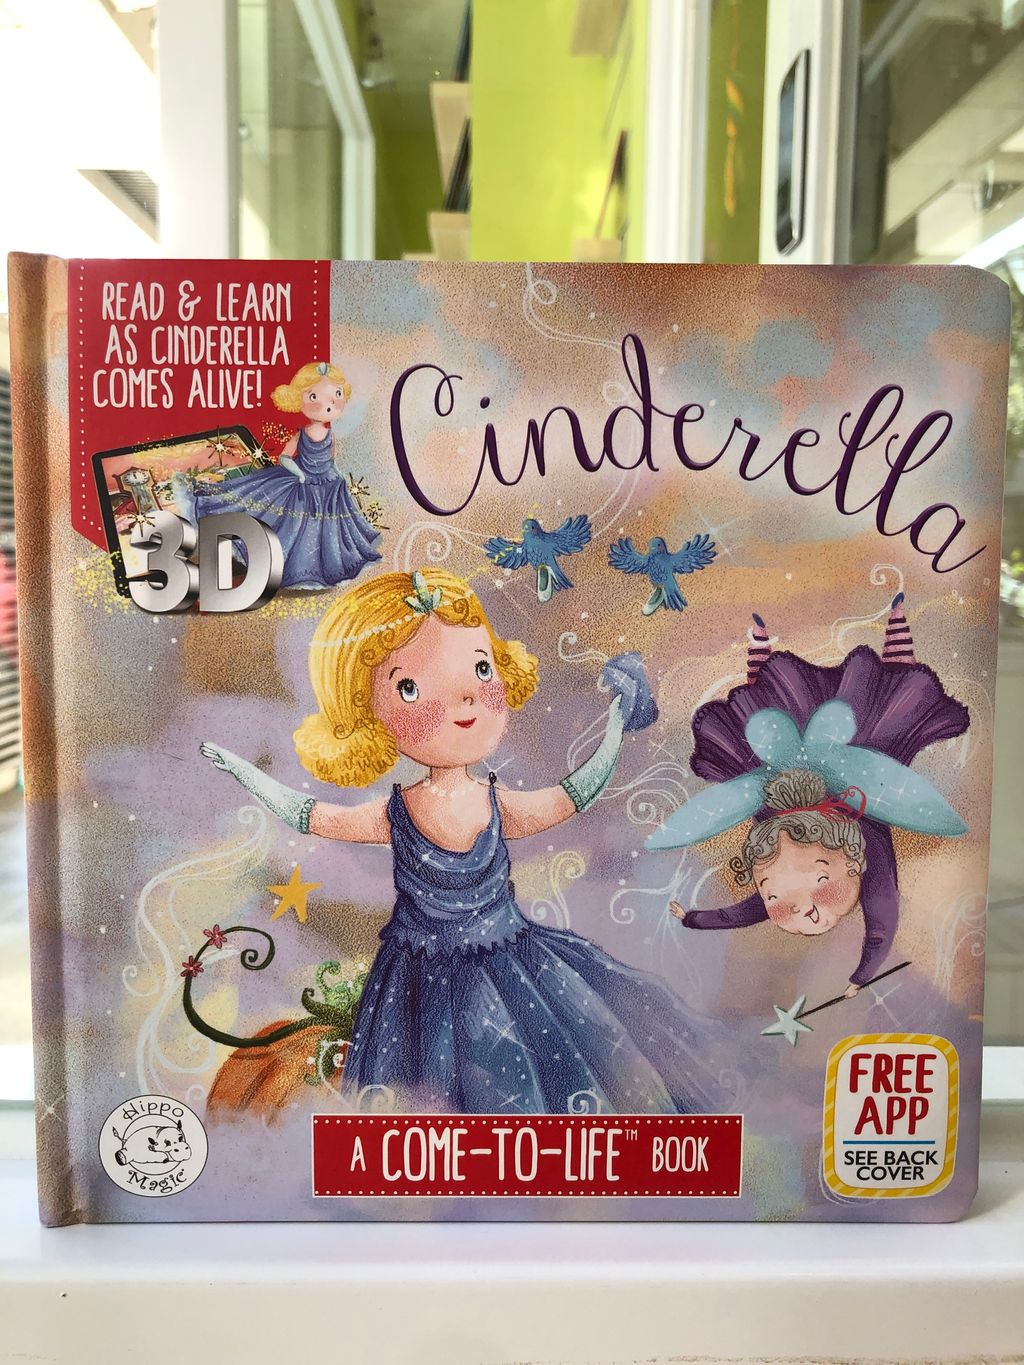 READ & LEARN
AS CINDERELLA
COMES ALIVE!
3D
Cinderella
Hippo
Magic
A COME-TO-LIFE™ BOOK
FREE
APP
SEE BACK
COVER